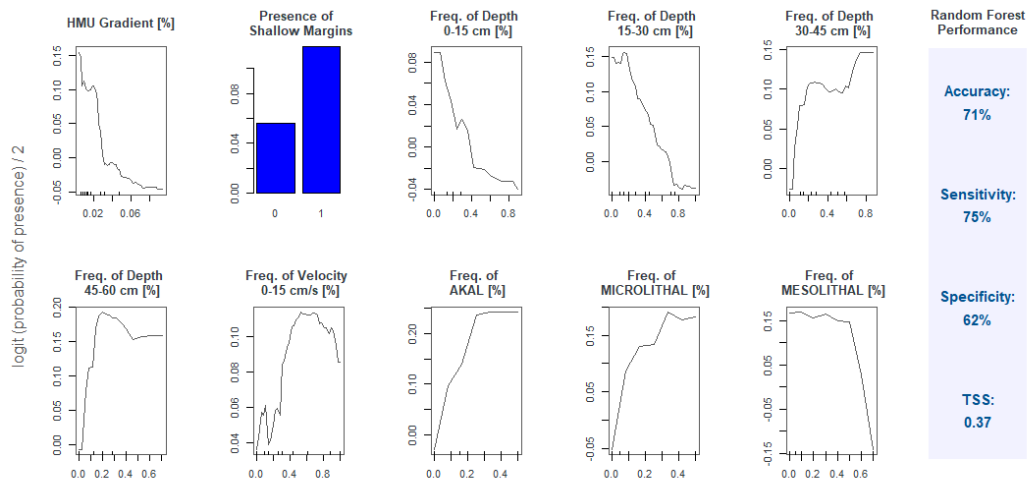 HMU Gradient [%]
Presence of
Shallow Margins
Freq. of Depth
0-15 cm [%]
Freq. of Depth
15-30 cm [%]
Freq. of Depth
30-45 cm [%]
Random Forest
Performance
-0.05 0.00 0.05 0.10 0.15
0.02 0.06
0.00 0.04 0.08
0 1
-0.04 0.00 0.04 0.08
0.0 0.4 0.8
0.00 0.05 0.10 0.15
0.0 0.4 0.8
0.00 0.05 0.10 0.15
0.0 0.4 0.8
Accuracy:
71%
Sensitivity:
75%
Specificity:
62%
TSS:
0.37
logit (probability of presence) / 2
Freq. of Depth
45-60 cm [%]
Freq. of Velocity
0-15 cm/s [%]
Freq. of
AKAL [%]
Freq. of
MICROLITHAL [%]
Freq. of
MESOLITHAL [%]
0.00 0.10 0.15 0.20
0.0 0.2 0.4 0.6
0.04 0.06 0.08 0.10
0.0 0.4 0.8
0.00 0.10 0.20
0.0 0.2 0.4
-0.05 0.05 0.15
0.0 0.2 0.4
-0.15 -0.05 0.05 0.15
0.0 0.2 0.4 0.6